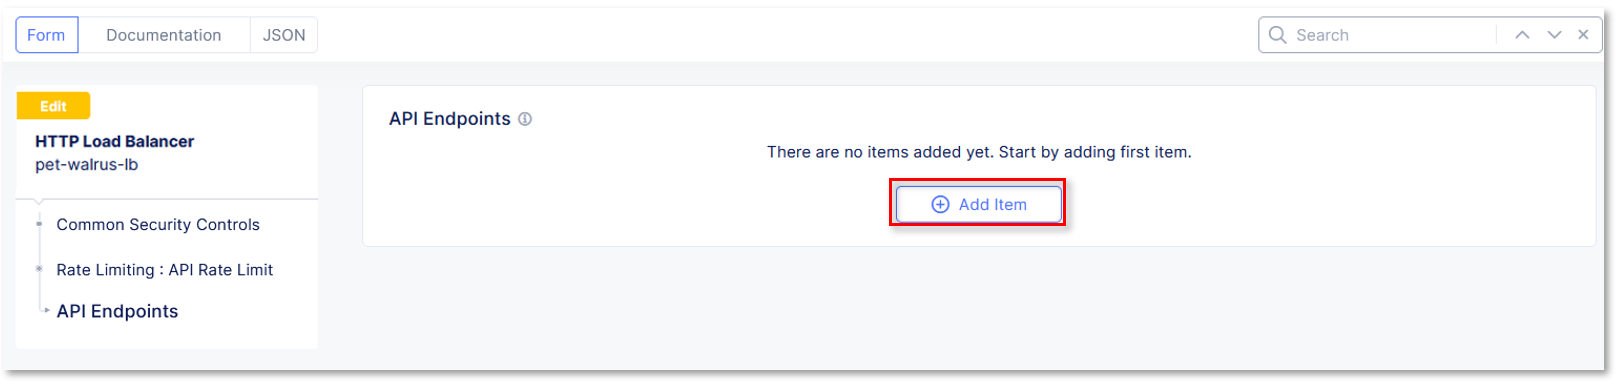 Form
Documentation
JSON
Search
Edit
HTTP Load Balancer
pet-walrus-lb
Common Security Controls
Rate Limiting : API Rate Limit
API Endpoints
API Endpoints
There are no items added yet. Start by adding first item.
Add Item